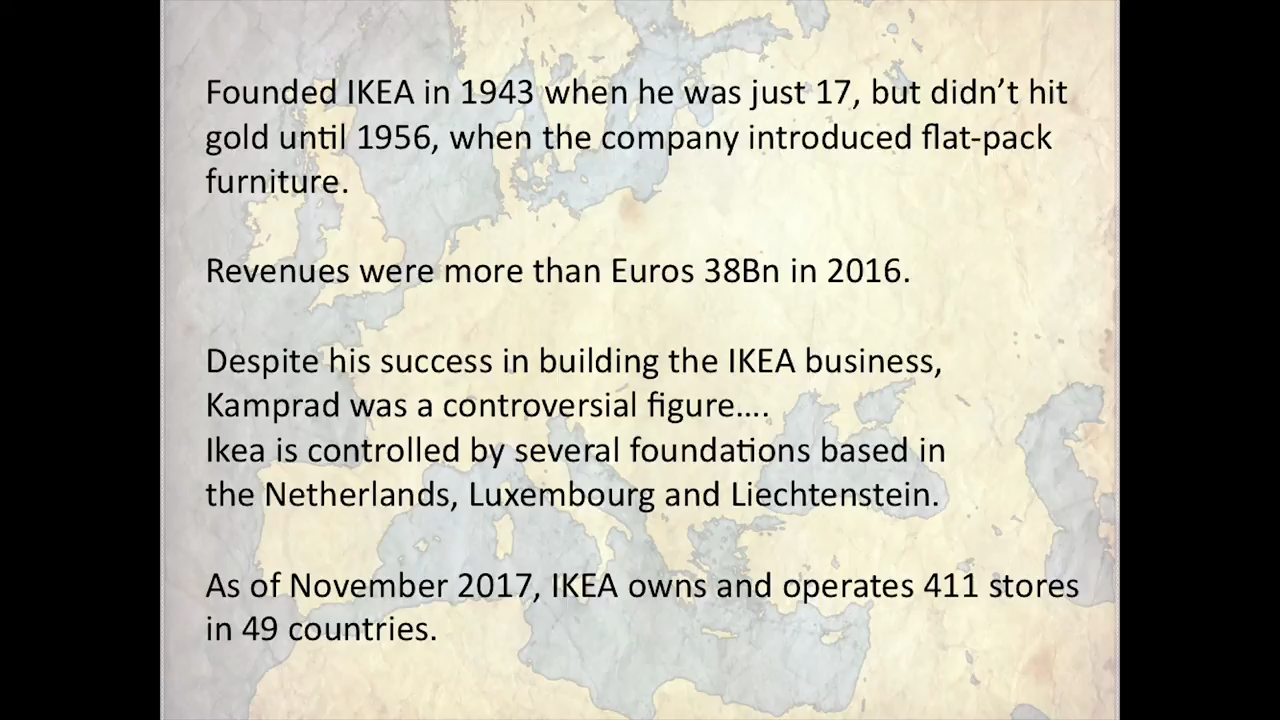 Founded IKEA in 1943 when he was just 17, but didn’t hit
gold until 1956, when the company introduced flat-pack
furniture.
Revenues were more than Euros 38Bn in 2016.
Despite his success in building the IKEA business,
Kamprad was a controversial figure….
Ikea is controlled by several foundations based in
the Netherlands, Luxembourg and Liechtenstein.
As of November 2017, IKEA owns and operates 411 stores
in 49 countries.